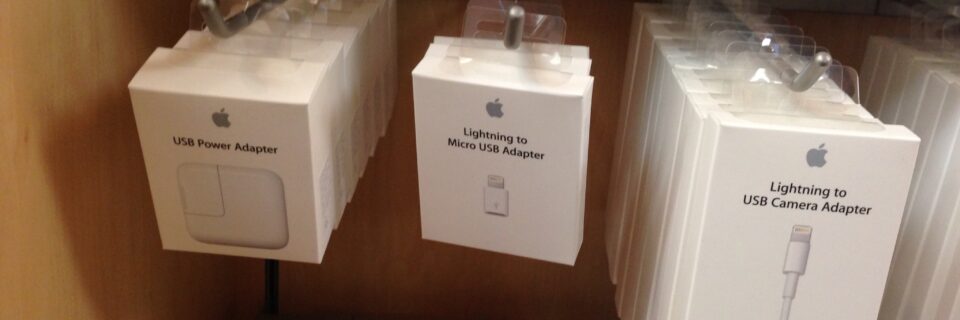 USB Power Adapter
Lightning to
Micro USB Adapter
Lightning to
USB Camera Adapter